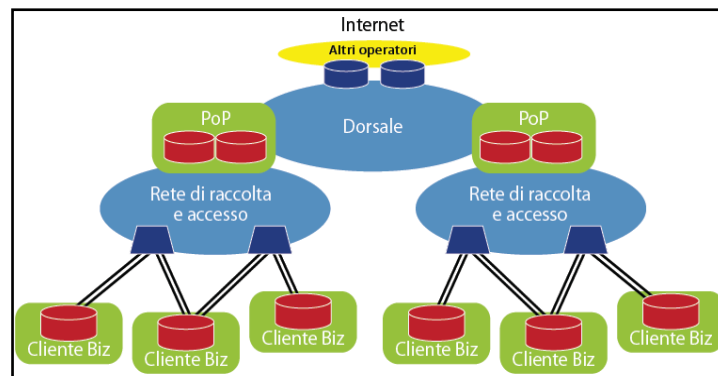 Internet
Altri operatori
PoP
Dorsale
PoP
Rete di raccolta
e accesso
Rete di raccolta
e accesso
Cliente Biz
Cliente Biz
Cliente Biz
Cliente Biz
Cliente Biz
Cliente Biz